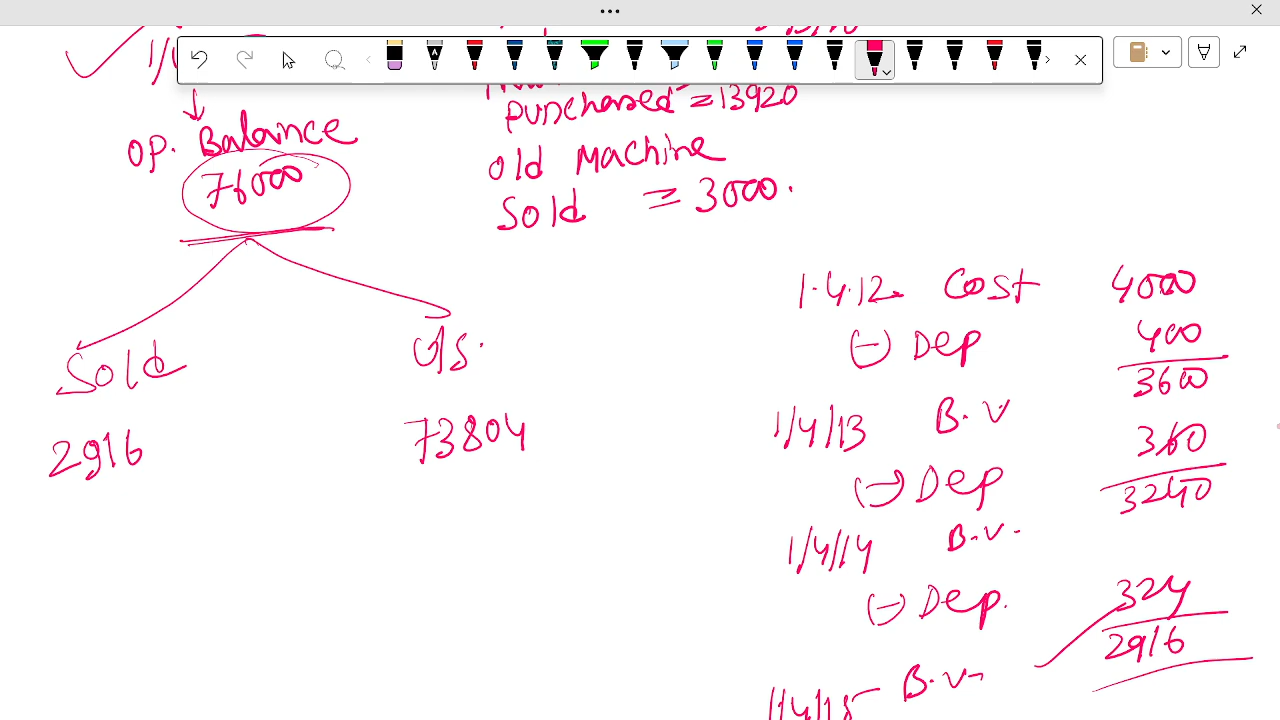 Purchased = 13920
OP. Balance
76000
Old Machine
Sold = 3000.
1.4.12. Cost 4000
(-) Dep 400
3600
Sold U/s.
1/4/13 B.V
2916 73804
360
(-) Dep 3240
1/4/14 B.V.
(-) Dep. 324
2916
1/4/15 B.V.